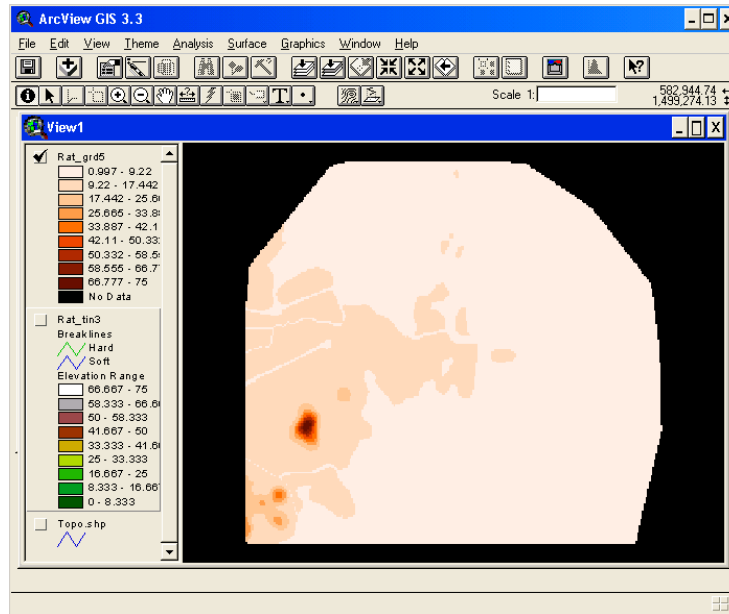 ArcView GIS 3.3
File Edit View Theme Analysis Surface Graphics Window Help
Scale 1:
582,944.74
1,499,274.13
View1
Rat_grd5
0.997 - 9.22
9.22 - 17.442
17.442 - 25.6
25.665 - 33.8
33.887 - 42.1
42.11 - 50.33
50.332 - 58.5
58.555 - 66.7
66.777 - 75
No Data
Rat_tin3
Breaklines
Hard
Soft
Elevation Range
66.667 - 75
58.333 - 66.6
50 - 58.333
41.667 - 50
33.333 - 41.6
25 - 33.333
16.667 - 25
8.333 - 16.66
0 - 8.333
Topo.shp